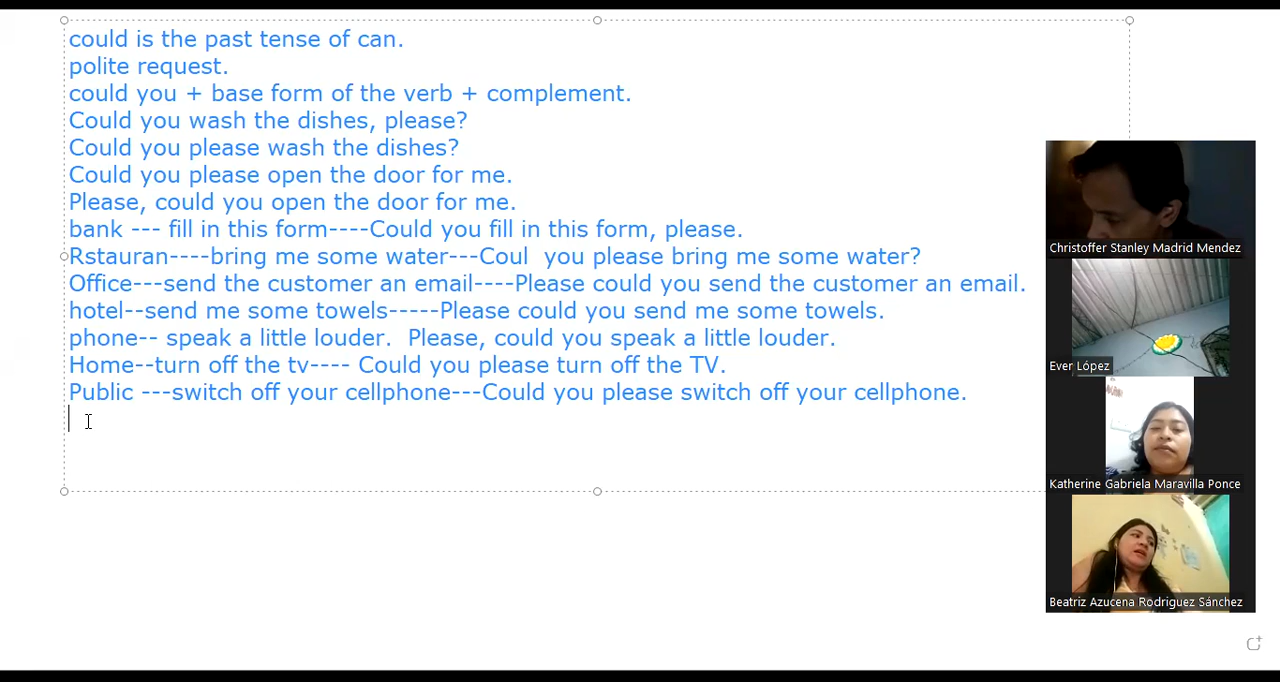 could is the past tense of can.
polite request.
could you + base form of the verb + complement.
Could you wash the dishes, please?
Could you please wash the dishes?
Could you please open the door for me.
Please, could you open the door for me.
bank --- fill in this form----Could you fill in this form, please.
Rstauran----bring me some water---Coul  you please bring me some water?
Office---send the customer an email----Please could you send the customer an email.
hotel--send me some towels-----Please could you send me some towels.
phone-- speak a little louder.  Please, could you speak a little louder.
Home--turn off the tv---- Could you please turn off the TV.
Public ---switch off your cellphone---Could you please switch off your cellphone.
Christoffer Stanley Madrid Mendez
Ever López
Katherine Gabriela Maravilla Ponce
Beatriz Azucena Rodriguez Sánchez